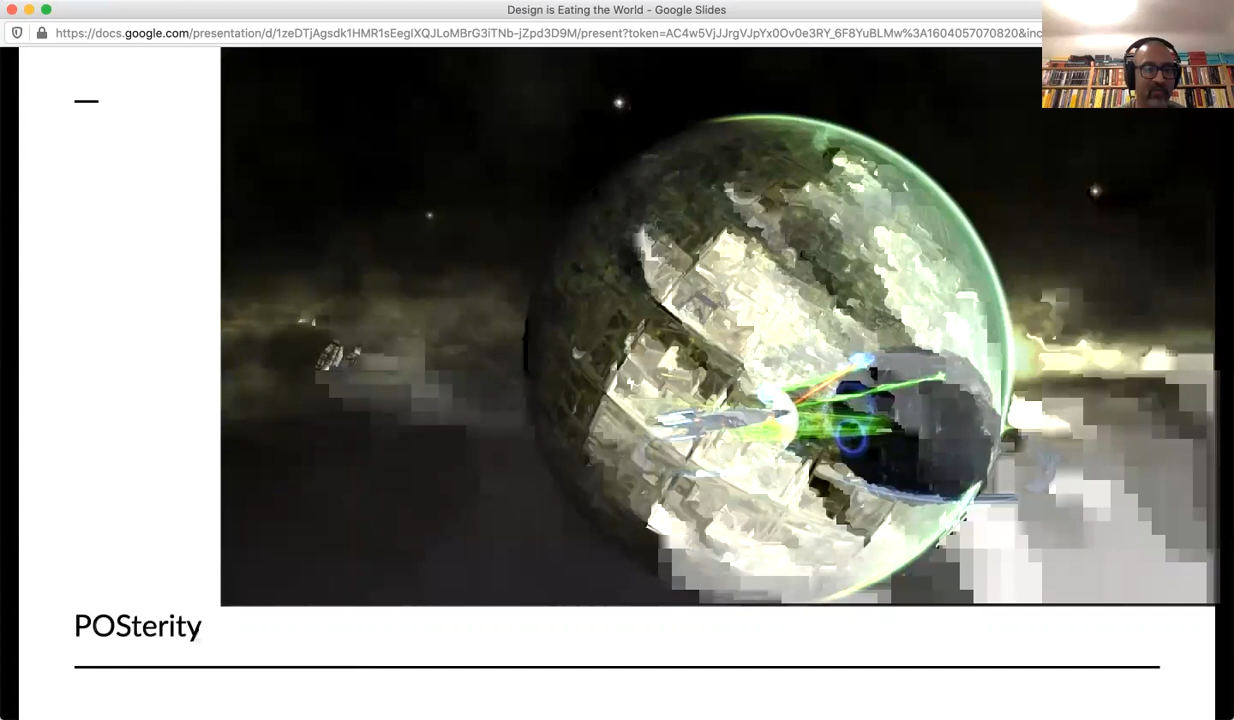 Design is Eating the World - Google Slides
https://docs.google.com/presentation/d/1zeDTjAgsdk1HMR1sEegIXQJLoMBrG3iTNb-jZpd3D9M/present?token=AC4w5VjJJrgVJpYx0Ov0e3RY_6F8YuBLMw%3A1604057070820&inc
POSterity